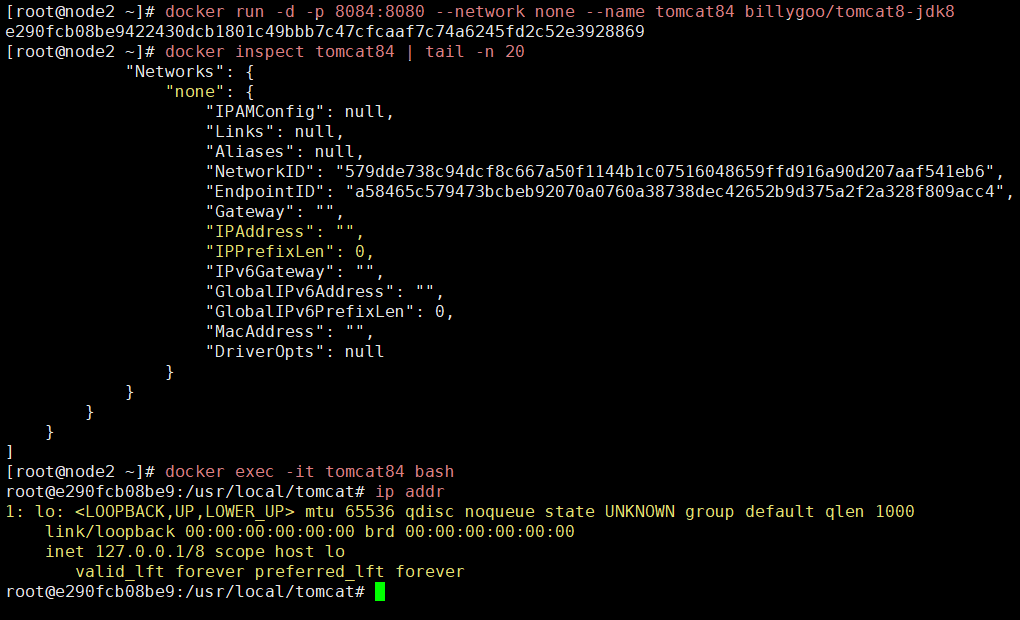 [root@node2 ~]# docker run -d -p 8084:8080 --network none --name tomcat84 billygoo/tomcat8-jdk8
e290fcb08be9422430dcb1801c49bbb7c47cfcaaf7c74a6245fd2c52e3928869
[root@node2 ~]# docker inspect tomcat84 | tail -n 20
            "Networks": {
                "none": {
                    "IPAMConfig": null,
                    "Links": null,
                    "Aliases": null,
                    "NetworkID": "579dde738c94dcf8c667a50f1144b1c07516048659ffd916a90d207aaf541eb6",
                    "EndpointID": "a58465c579473bcbeb92070a0760a38738dec42652b9d375a2f2a328f809acc4",
                    "Gateway": "",
                    "IPAddress": "",
                    "IPPrefixLen": 0,
                    "IPv6Gateway": "",
                    "GlobalIPv6Address": "",
                    "GlobalIPv6PrefixLen": 0,
                    "MacAddress": "",
                    "DriverOpts": null
                }
            }
        }
    }
]
[root@node2 ~]# docker exec -it tomcat84 bash
root@e290fcb08be9:/usr/local/tomcat# ip addr
1: lo: <LOOPBACK,UP,LOWER_UP> mtu 65536 qdisc noqueue state UNKNOWN group default qlen 1000
    link/loopback 00:00:00:00:00:00 brd 00:00:00:00:00:00
    inet 127.0.0.1/8 scope host lo
       valid_lft forever preferred_lft forever
root@e290fcb08be9:/usr/local/tomcat#